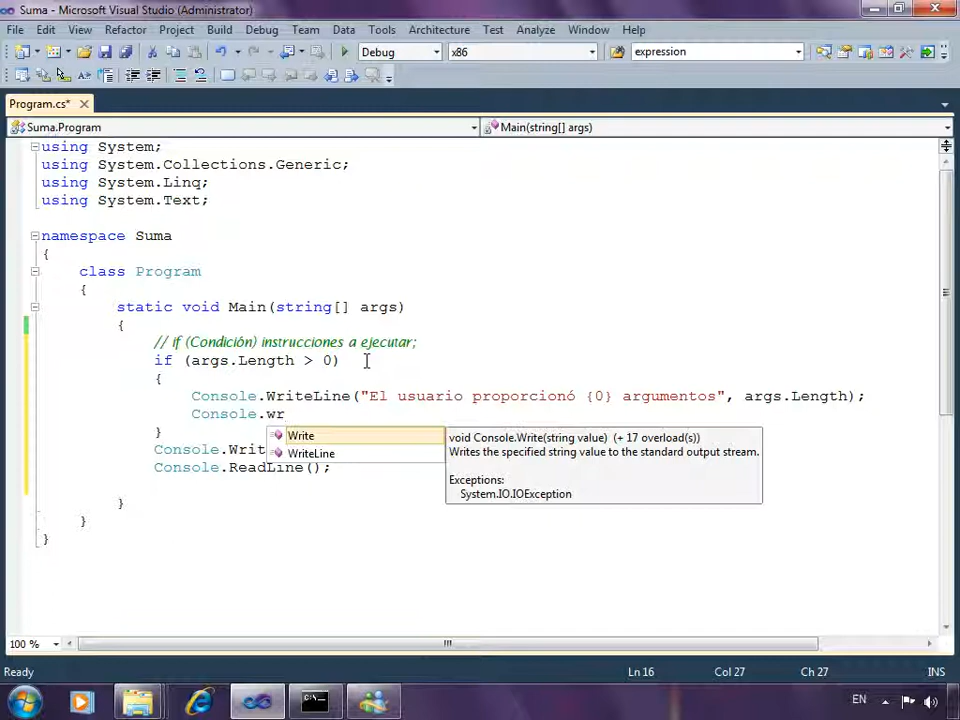 Suma - Microsoft Visual Studio (Administrator)
File Edit View Refactor Project Build Debug Team Data Tools Architecture Test Analyze Window Help
Debug x86 expression
Program.cs*
Suma.Program Main(string[] args)
using System;
using System.Collections.Generic;
using System.Linq;
using System.Text;
namespace Suma
{
class Program
{
static void Main(string[] args)
{
// if (Condición) instrucciones a ejecutar;
if (args.Length > 0)
{
Console.WriteLine("El usuario proporcionó {0} argumentos", args.Length);
Console.wr
Write
void Console.Write(string value) (+ 17 overload(s))
Writes the specified string value to the standard output stream.
Exceptions:
System.IO.IOException
WriteLine
}
Console.Writ
Console.ReadLine();
}
}
}
100 %
Ready Ln 16 Col 27 Ch 27 INS
EN